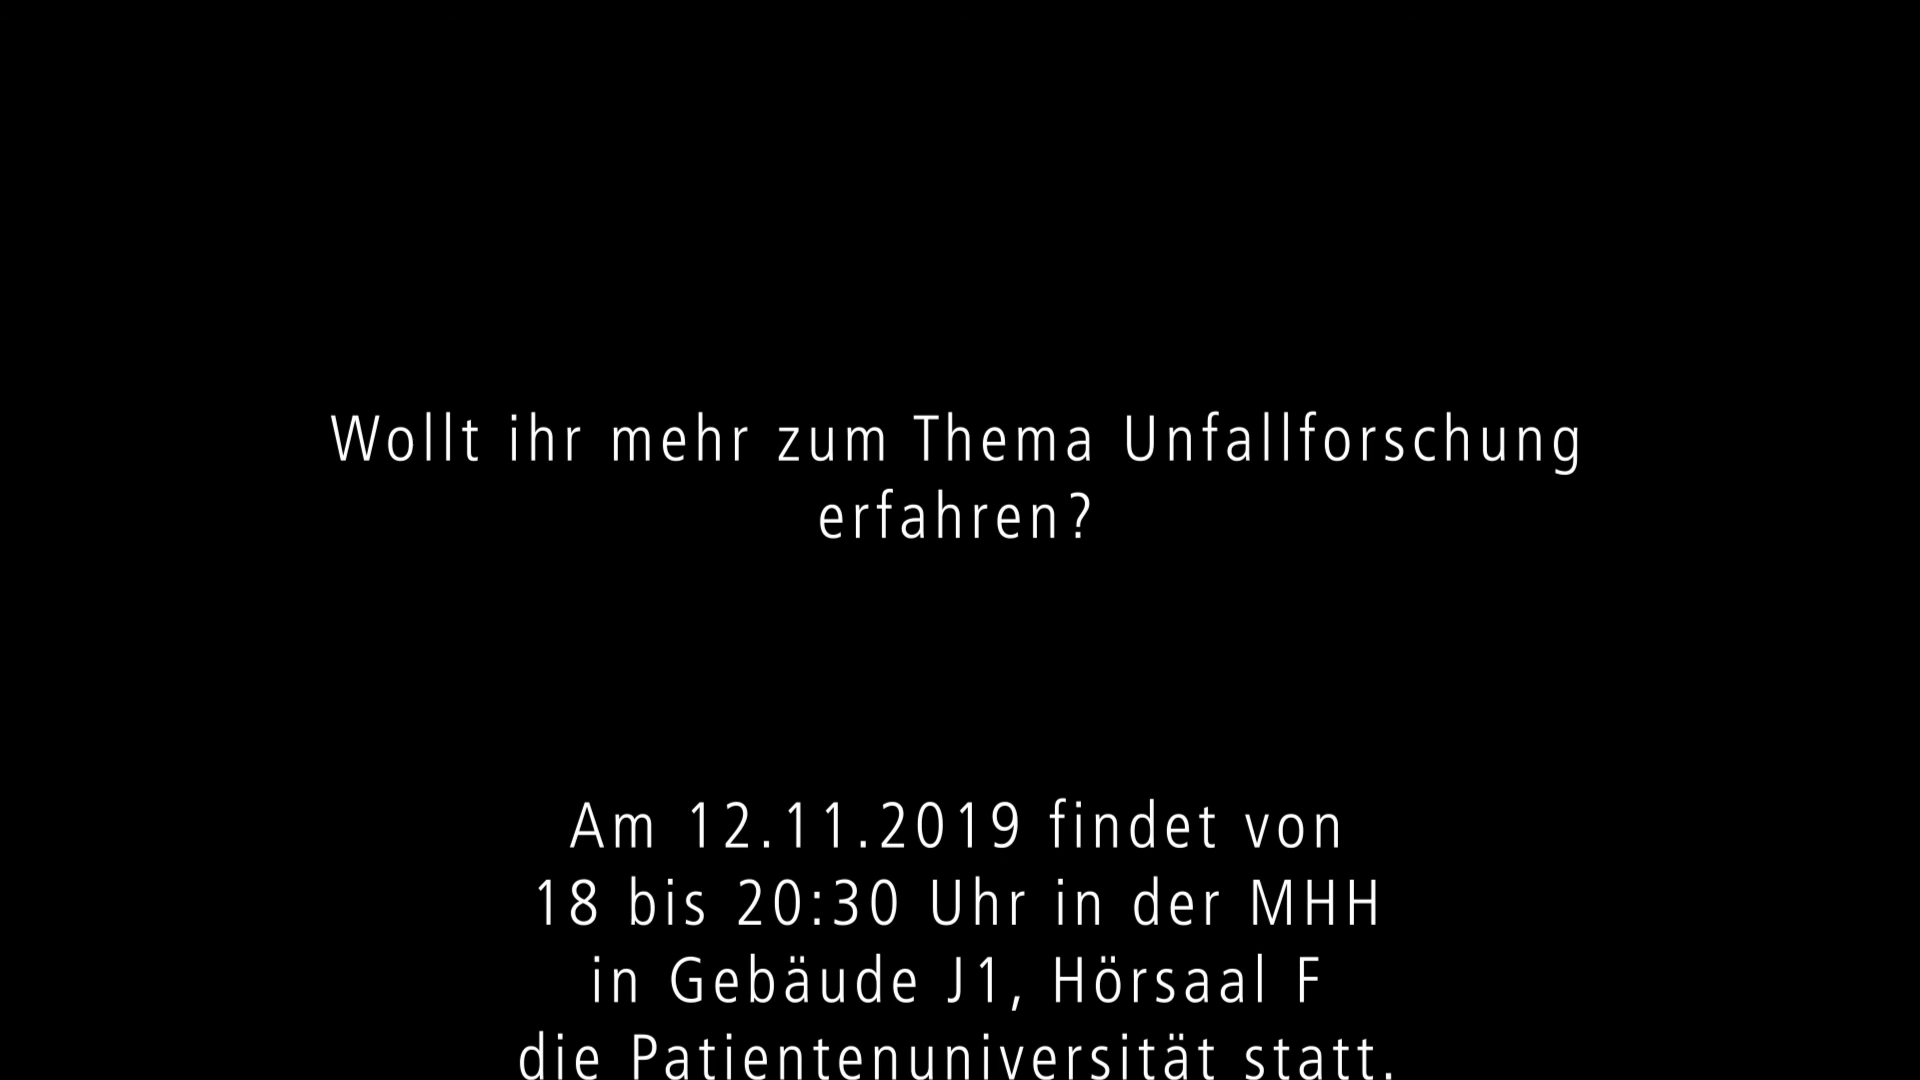 Wollt ihr mehr zum Thema Unfallforschung
erfahren?
Am 12.11.2019 findet von
18 bis 20:30 Uhr in der MHH
in Gebäude J1, Hörsaal F
die Patientenuniversität statt.